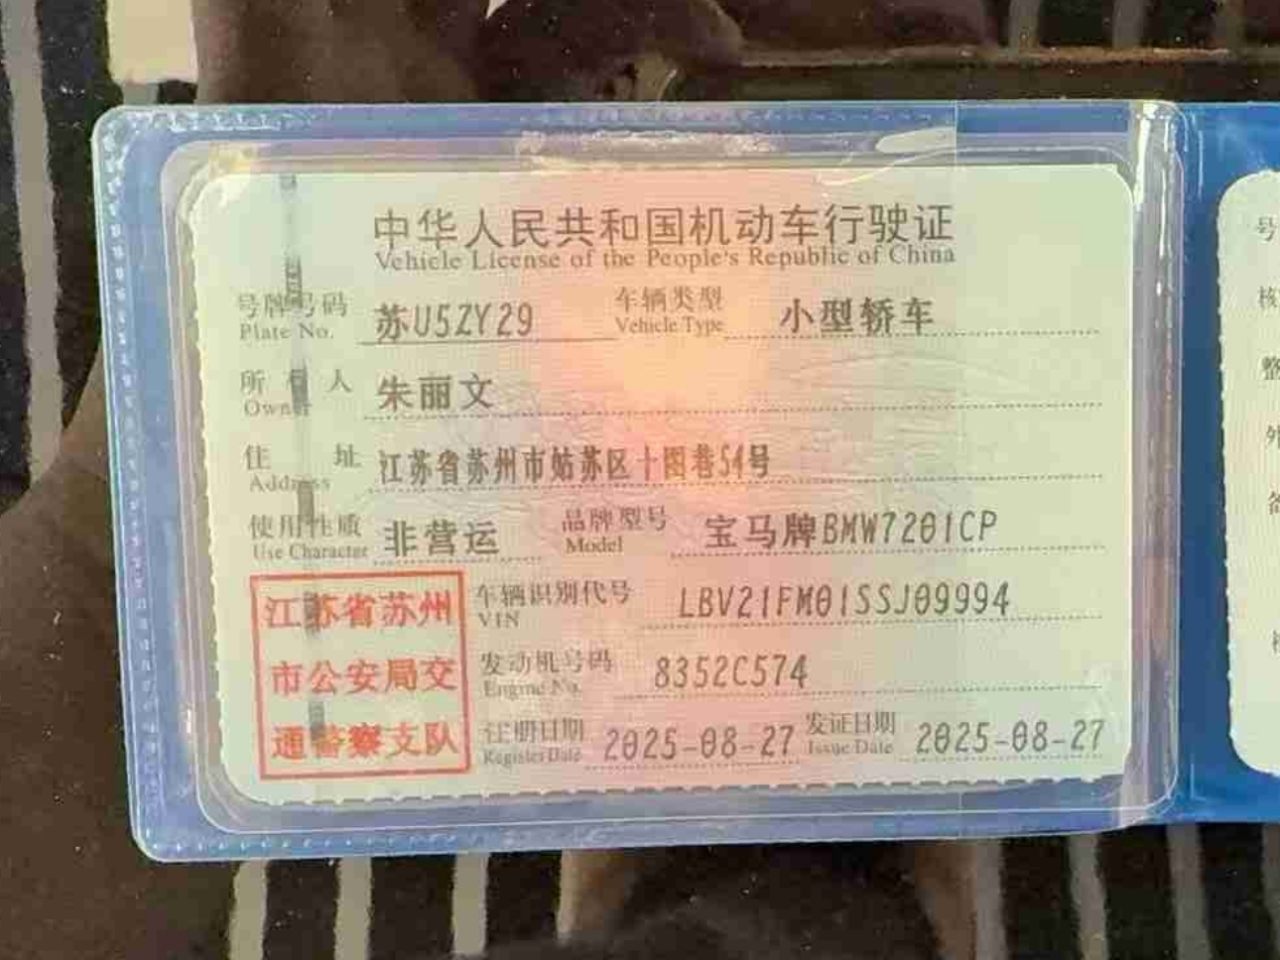 中华人民共和国机动车行驶证
Vehicle License of the People's Republic of China
号牌号码 苏U5ZY29 车辆类型 小型轿车
Plate No. Vehicle Type
所有人 朱丽文
Owner
住址 江苏省苏州市姑苏区十图巷54号
Address
使用性质 非营运 品牌型号 宝马牌BMW7201CP
Use Character Model
江苏省苏州
市公安局交
通警察支队
车辆识别代号 LBV21FM01SSJ09994
VIN
发动机号码 8352C574
Engine No.
注册日期 2025-08-27 发证日期 2025-08-27
Register Date Issue Date
号
核
整
外